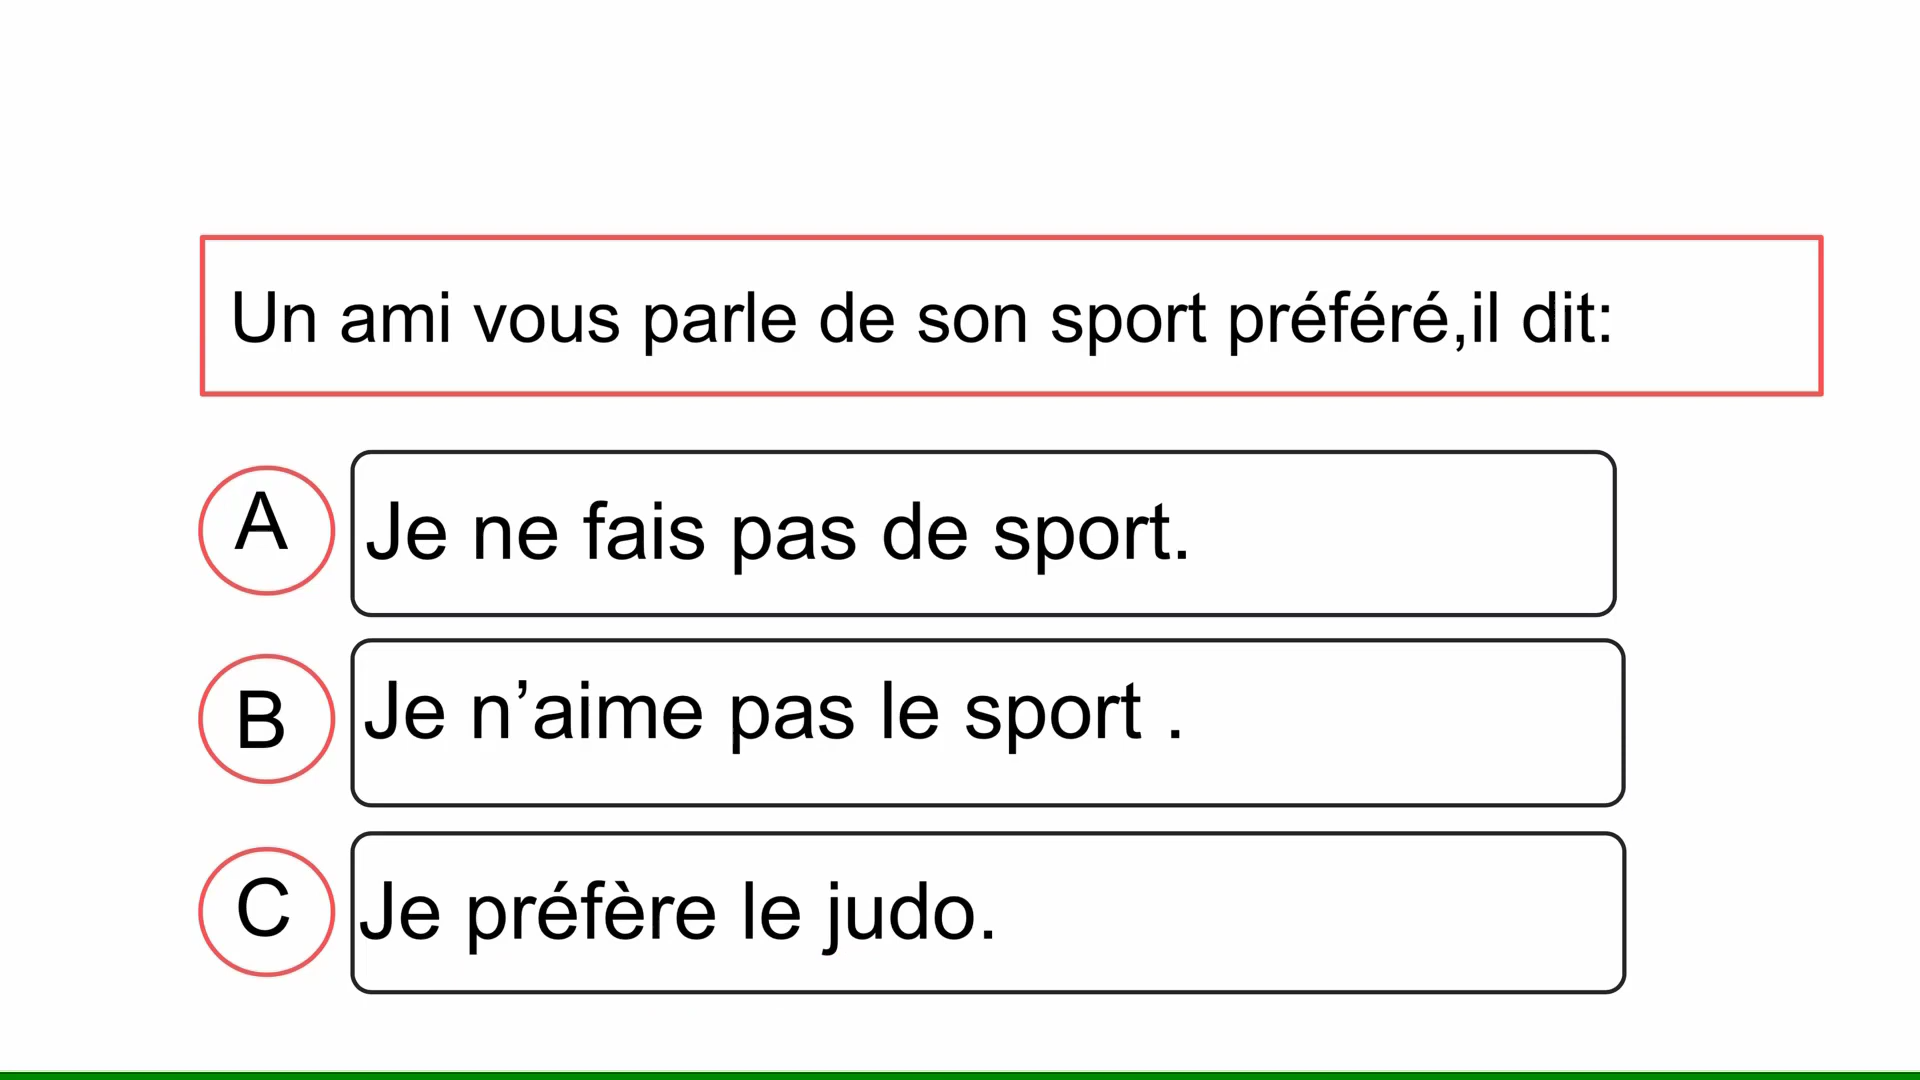 Un ami vous parle de son sport préféré,il dit:
A
Je ne fais pas de sport.
B
Je n’aime pas le sport .
C
Je préfère le judo.